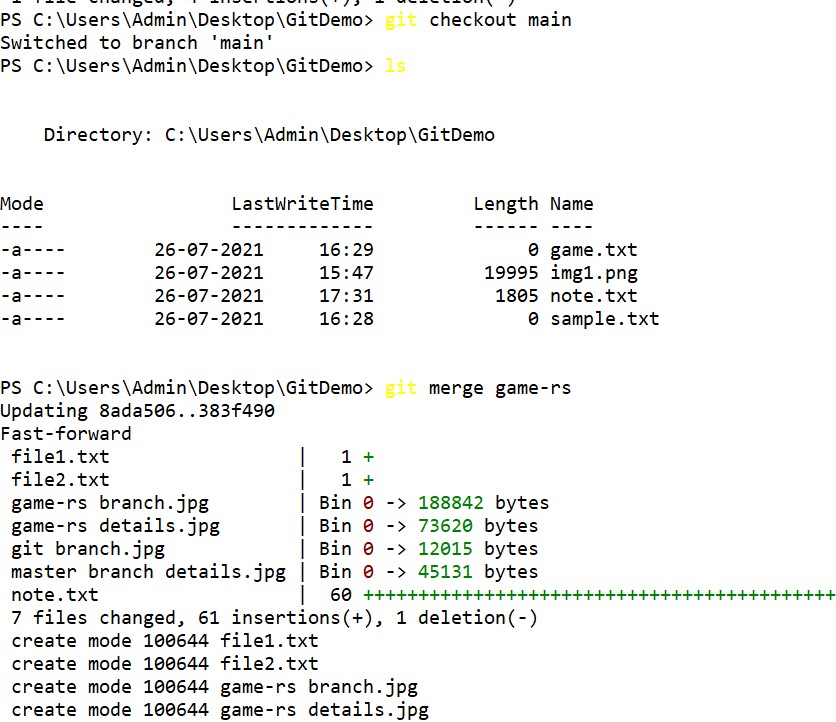 1 file changed, 4 insertions(+), 1 deletion(-)
PS C:\Users\Admin\Desktop\GitDemo> git checkout main
Switched to branch 'main'
PS C:\Users\Admin\Desktop\GitDemo> ls
Directory: C:\Users\Admin\Desktop\GitDemo
Mode                 LastWriteTime         Length Name
----                 -------------         ------ ----
-a----        26-07-2021     16:29              0 game.txt
-a----        26-07-2021     15:47          19995 img1.png
-a----        26-07-2021     17:31           1805 note.txt
-a----        26-07-2021     16:28              0 sample.txt
PS C:\Users\Admin\Desktop\GitDemo> git merge game-rs
Updating 8ada506..383f490
Fast-forward
 file1.txt                 |   1 +
 file2.txt                 |   1 +
 game-rs branch.jpg        | Bin 0 -> 188842 bytes
 game-rs details.jpg       | Bin 0 -> 73620 bytes
 git branch.jpg            | Bin 0 -> 12015 bytes
 master branch details.jpg | Bin 0 -> 45131 bytes
 note.txt                  |  60 +++++++++++++++++++++++++++++++++++++++++++
 7 files changed, 61 insertions(+), 1 deletion(-)
 create mode 100644 file1.txt
 create mode 100644 file2.txt
 create mode 100644 game-rs branch.jpg
 create mode 100644 game-rs details.jpg